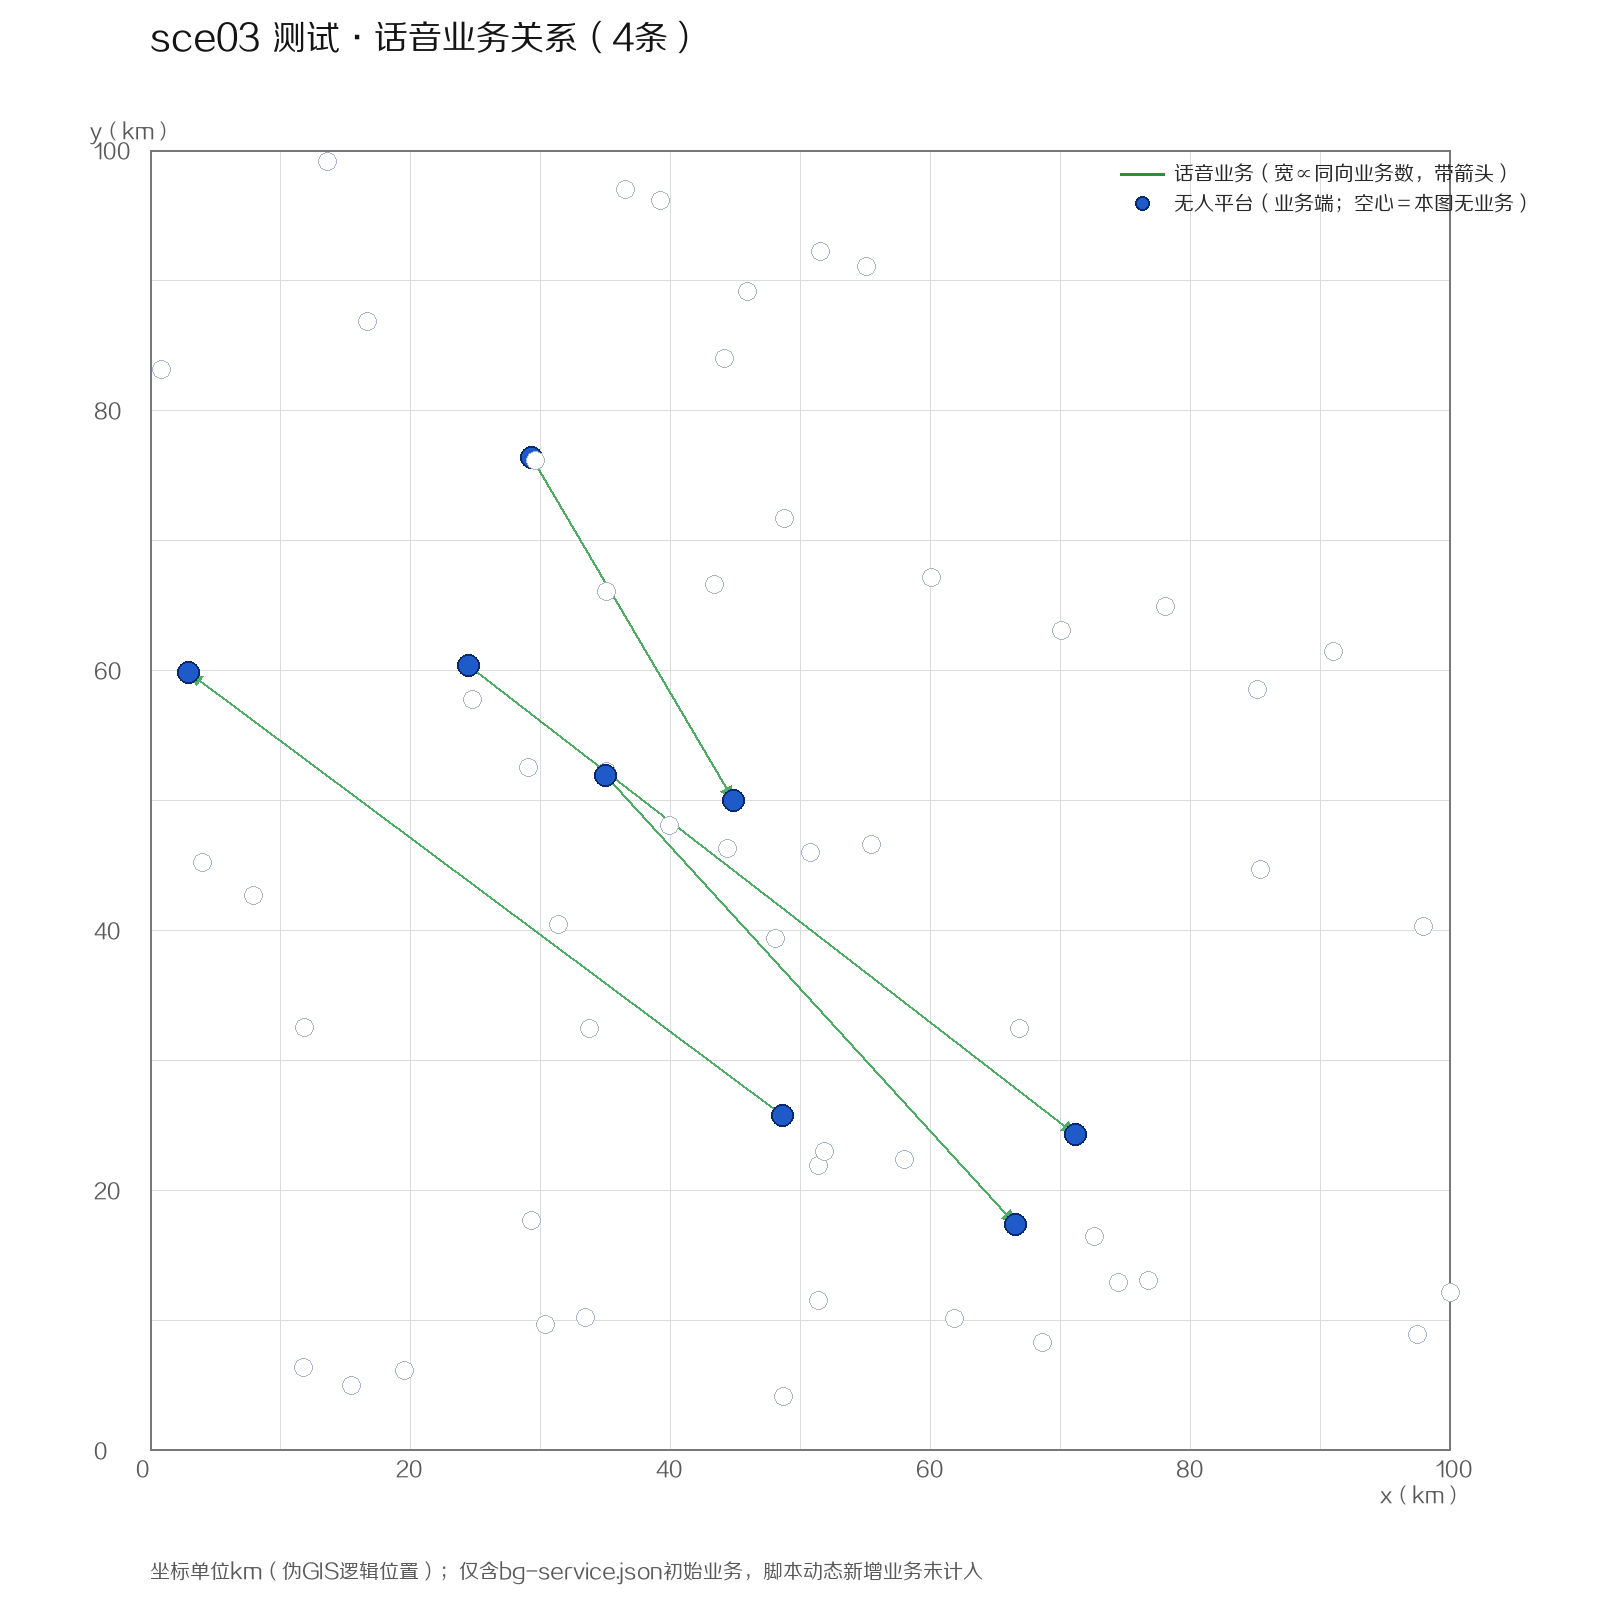 sce03 测试·话音业务关系（4条）
y（km）
话音业务（宽∝同向业务数，带箭头）
无人平台（业务端；空心＝本图无业务）
100
80
60
40
20
0
0 20 40 60 80 100
x（km）
坐标单位km（伪GIS逻辑位置）；仅含bg-service.json初始业务，脚本动态新增业务未计入